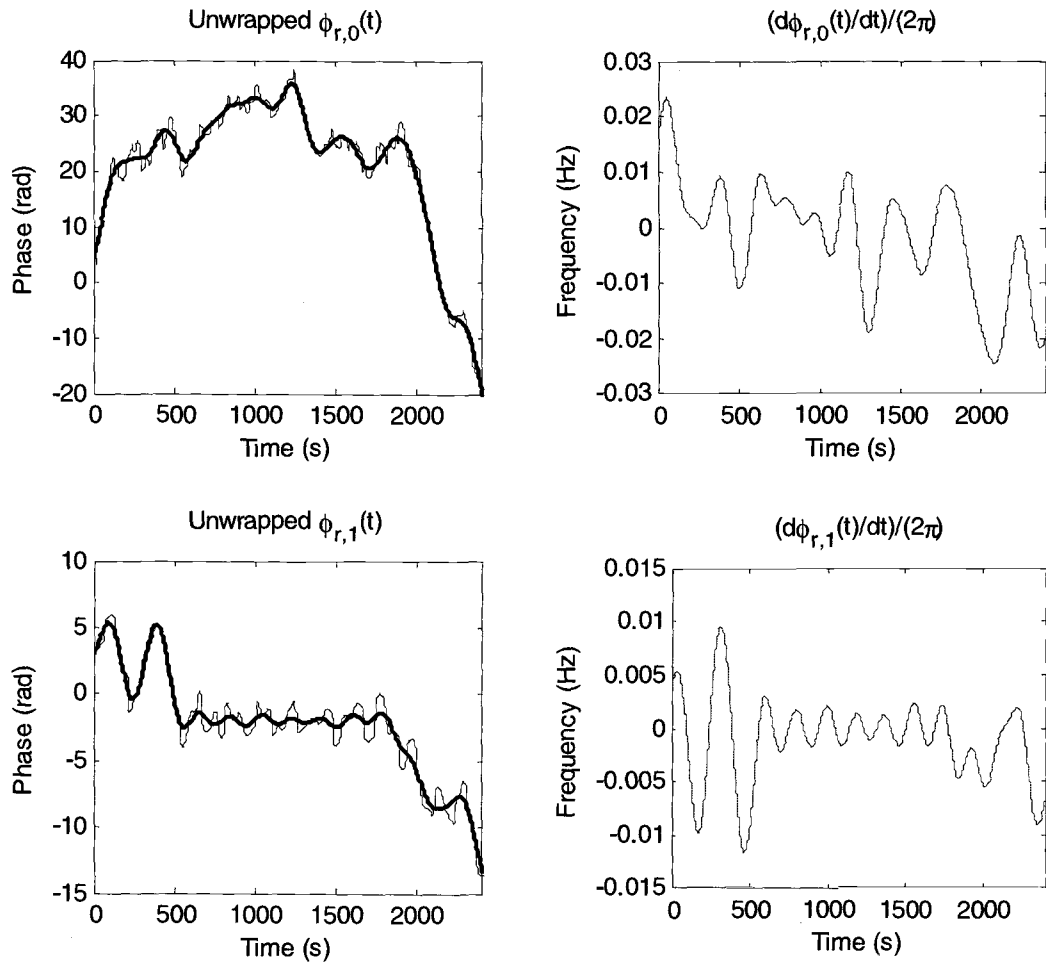 Unwrapped ϕr,0(t)
40
30
20
10
0
-10
-20
Phase (rad)
0 500 1000 1500 2000
Time (s)
(dϕr,0(t)/dt)/(2π)
0.03
0.02
0.01
0
-0.01
-0.02
-0.03
Frequency (Hz)
0 500 1000 1500 2000
Time (s)
Unwrapped ϕr,1(t)
10
5
0
-5
-10
-15
Phase (rad)
0 500 1000 1500 2000
Time (s)
(dϕr,1(t)/dt)/(2π)
0.015
0.01
0.005
0
-0.005
-0.01
-0.015
Frequency (Hz)
0 500 1000 1500 2000
Time (s)